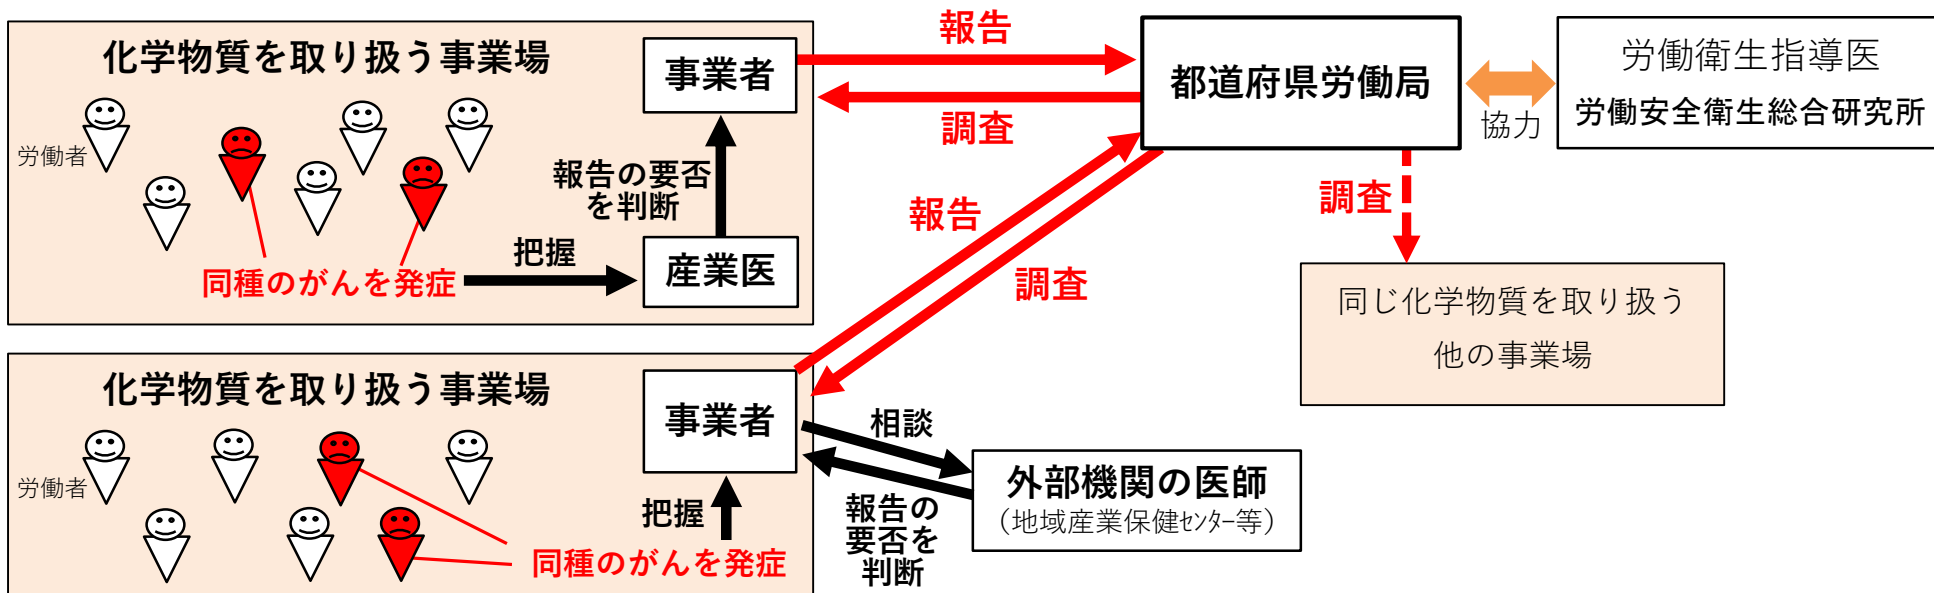 化学物質を取り扱う事業場
事業者
労働者
報告の要否
を判断
把握
産業医
同種のがんを発症
報告
調査
都道府県労働局
協力
労働衛生指導医
労働安全衛生総合研究所
調査
同じ化学物質を取り扱う
他の事業場
報告
調査
化学物質を取り扱う事業場
事業者
労働者
把握
同種のがんを発症
相談
報告の
要否を
判断
外部機関の医師
（地域産業保健ｾﾝﾀｰ等）